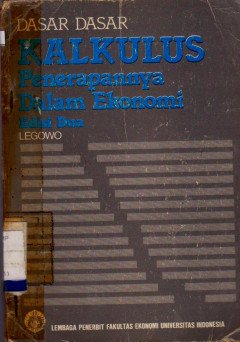 DASAR DASAR
KALKULUS
Penerapannya
Dalam Ekonomi
Edisi Dua
LEGOWO
LEMBAGA PENERBIT FAKULTAS EKONOMI UNIVERSITAS INDONESIA